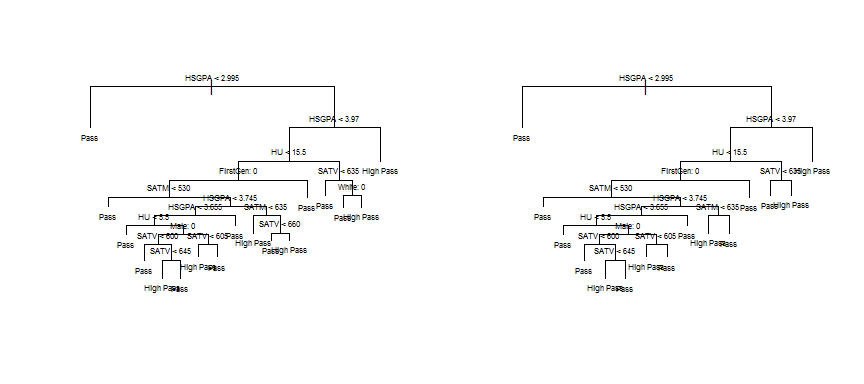 HSGPA < 2.995
Pass
HSGPA < 3.97
HU < 15.5
FirstGen: 0
SATV < 635
High Pass
SATM < 530
White: 0
HSGPA < 3.745
Pass
HSGPA < 3.655
SATM < 635
Pass
Pass
Pass
High Pass
HU < 5.5
SATV < 660
Male: 0
Pass
SATV < 600
SATV < 605
Pass
High Pass
Pass
High Pass
SATV < 645
Pass
High Pass
Pass
High Pass
Pass
HSGPA < 2.995
Pass
HSGPA < 3.97
HU < 15.5
FirstGen: 0
SATV < 635
High Pass
SATM < 530
HSGPA < 3.745
Pass
HSGPA < 3.655
SATM < 635
Pass
Pass
High Pass
HU < 5.5
Male: 0
Pass
SATV < 600
SATV < 605
Pass
High Pass
Pass
SATV < 645
Pass
High Pass
Pass
High Pass
Pass